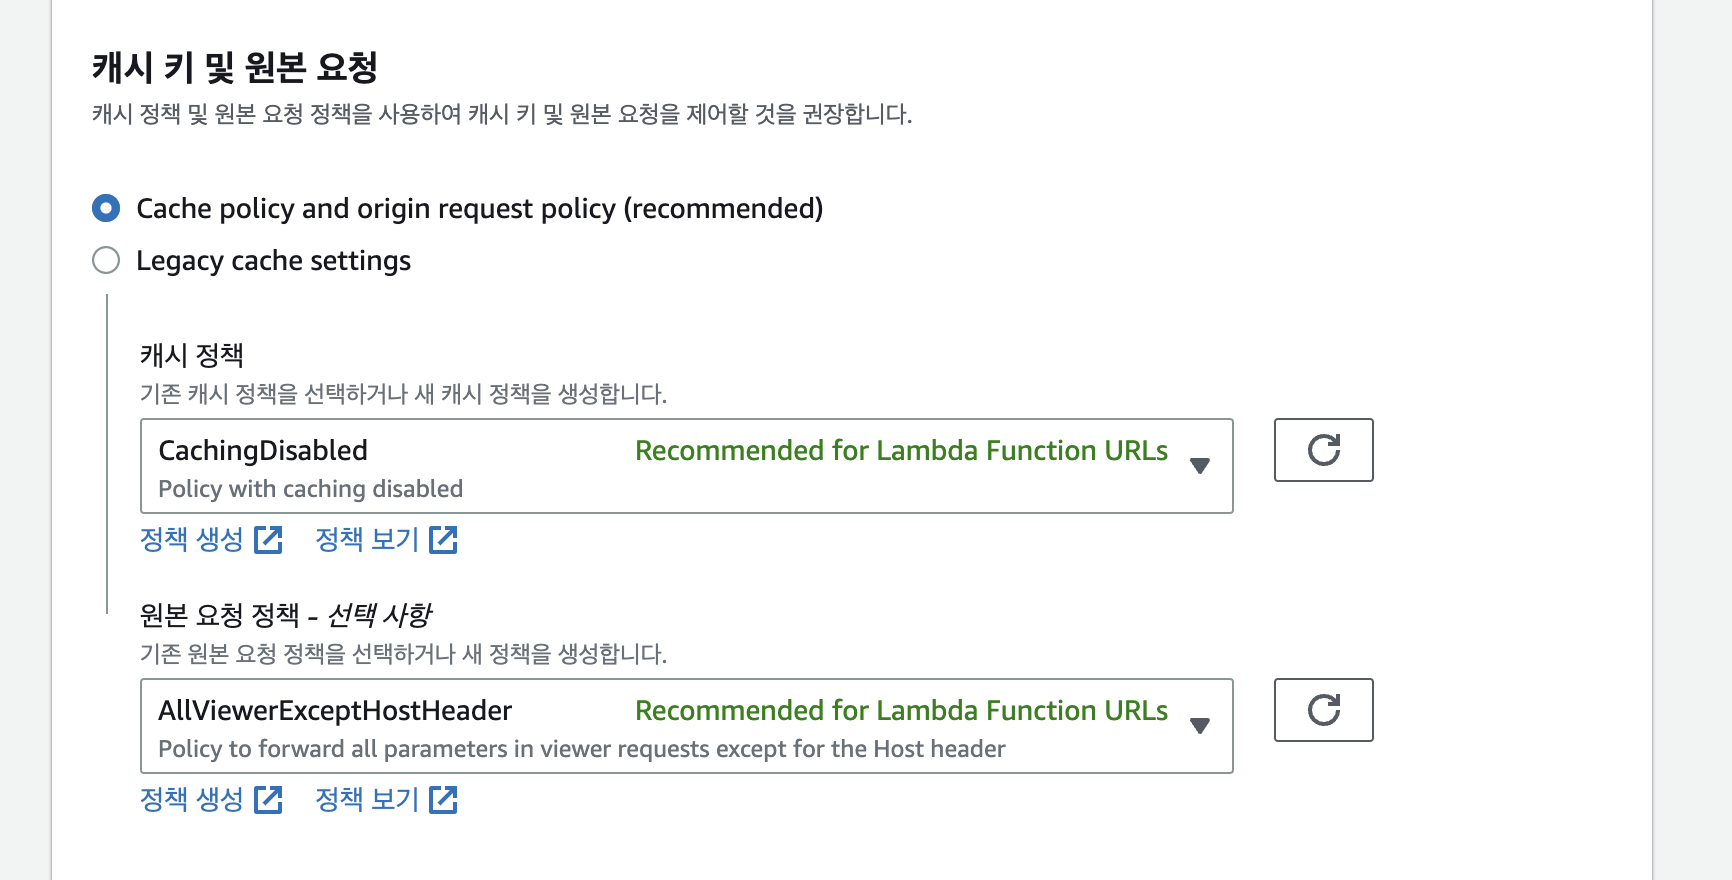 캐시 키 및 원본 요청
캐시 정책 및 원본 요청 정책을 사용하여 캐시 키 및 원본 요청을 제어할 것을 권장합니다.
Cache policy and origin request policy (recommended)
Legacy cache settings
캐시 정책
기존 캐시 정책을 선택하거나 새 캐시 정책을 생성합니다.
CachingDisabled Recommended for Lambda Function URLs
Policy with caching disabled
정책 생성 정책 보기
원본 요청 정책 - 선택 사항
기존 원본 요청 정책을 선택하거나 새 정책을 생성합니다.
AllViewerExceptHostHeader Recommended for Lambda Function URLs
Policy to forward all parameters in viewer requests except for the Host header
정책 생성 정책 보기